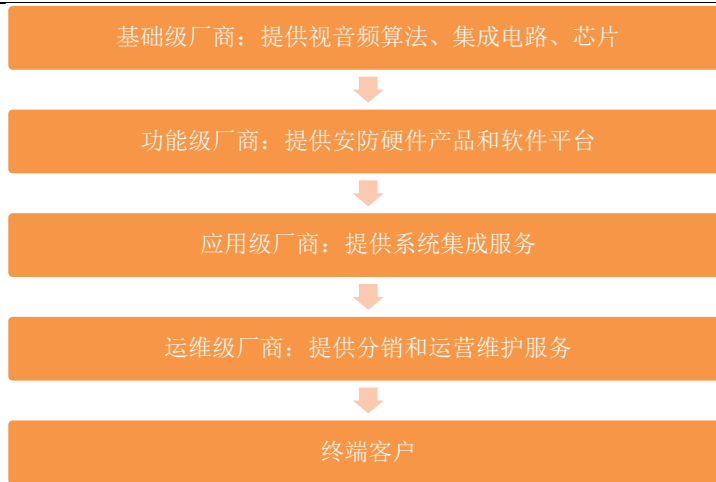 基础级厂商：提供视音频算法、集成电路、芯片
功能级厂商：提供安防硬件产品和软件平台
应用级厂商：提供系统集成服务
运维级厂商：提供分销和运营维护服务
终端客户